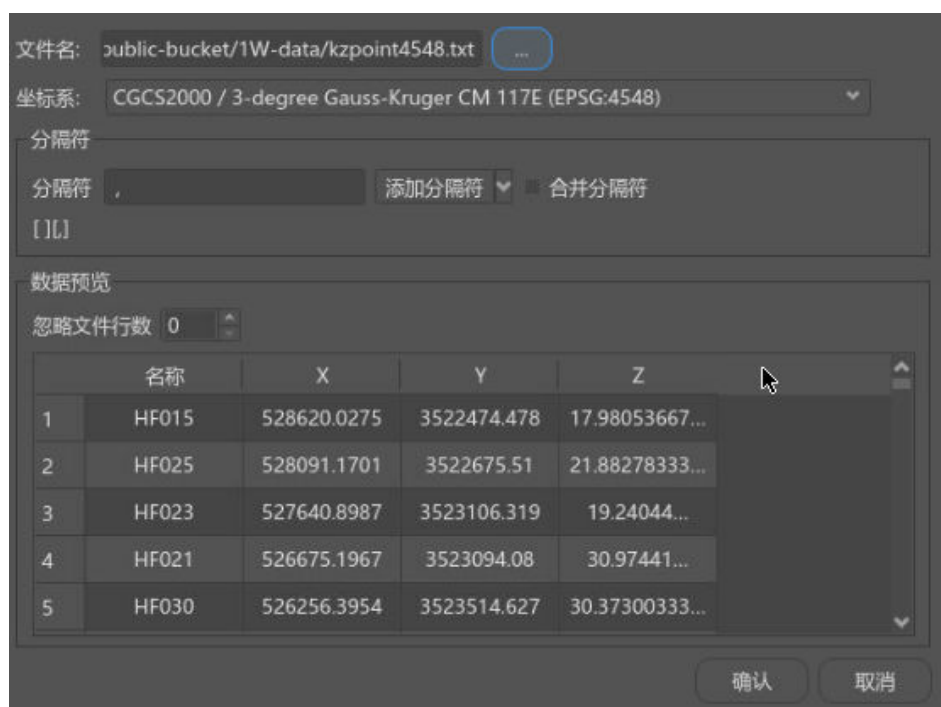 文件名: public-bucket/1W-data/kzpoint4548.txt ...
坐标系: CGCS2000 / 3-degree Gauss-Kruger CM 117E (EPSG:4548)
分隔符
分隔符 , 添加分隔符 合并分隔符
[ ][,]
数据预览
忽略文件行数 0
名称 X Y Z
1 HF015 528620.0275 3522474.478 17.98053667...
2 HF025 528091.1701 3522675.51 21.88278333...
3 HF023 527640.8987 3523106.319 19.24044...
4 HF021 526675.1967 3523094.08 30.97441...
5 HF030 526256.3954 3523514.627 30.37300333...
确认 取消